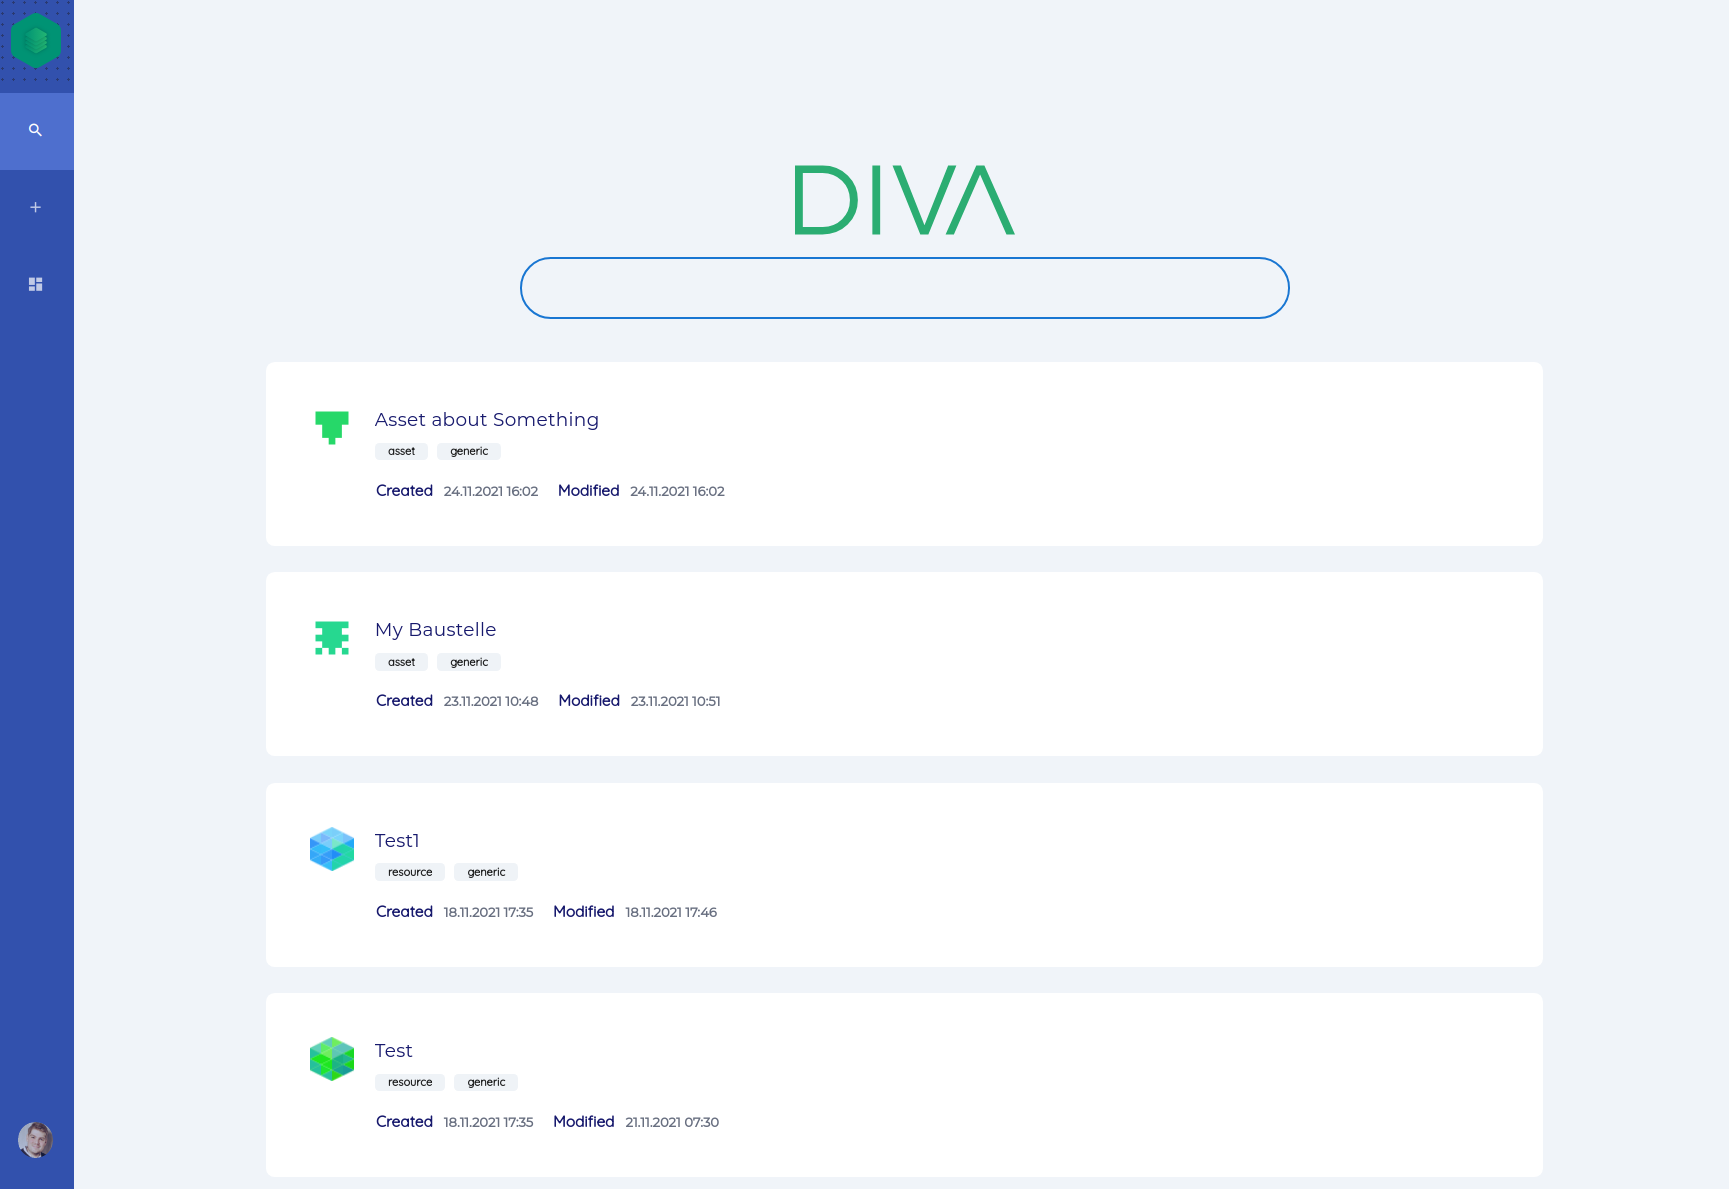 DIVA
Asset about Something
asset generic
Created 24.11.2021 16:02 Modified 24.11.2021 16:02
My Baustelle
asset generic
Created 23.11.2021 10:48 Modified 23.11.2021 10:51
Test1
resource generic
Created 18.11.2021 17:35 Modified 18.11.2021 17:46
Test
resource generic
Created 18.11.2021 17:35 Modified 21.11.2021 07:30